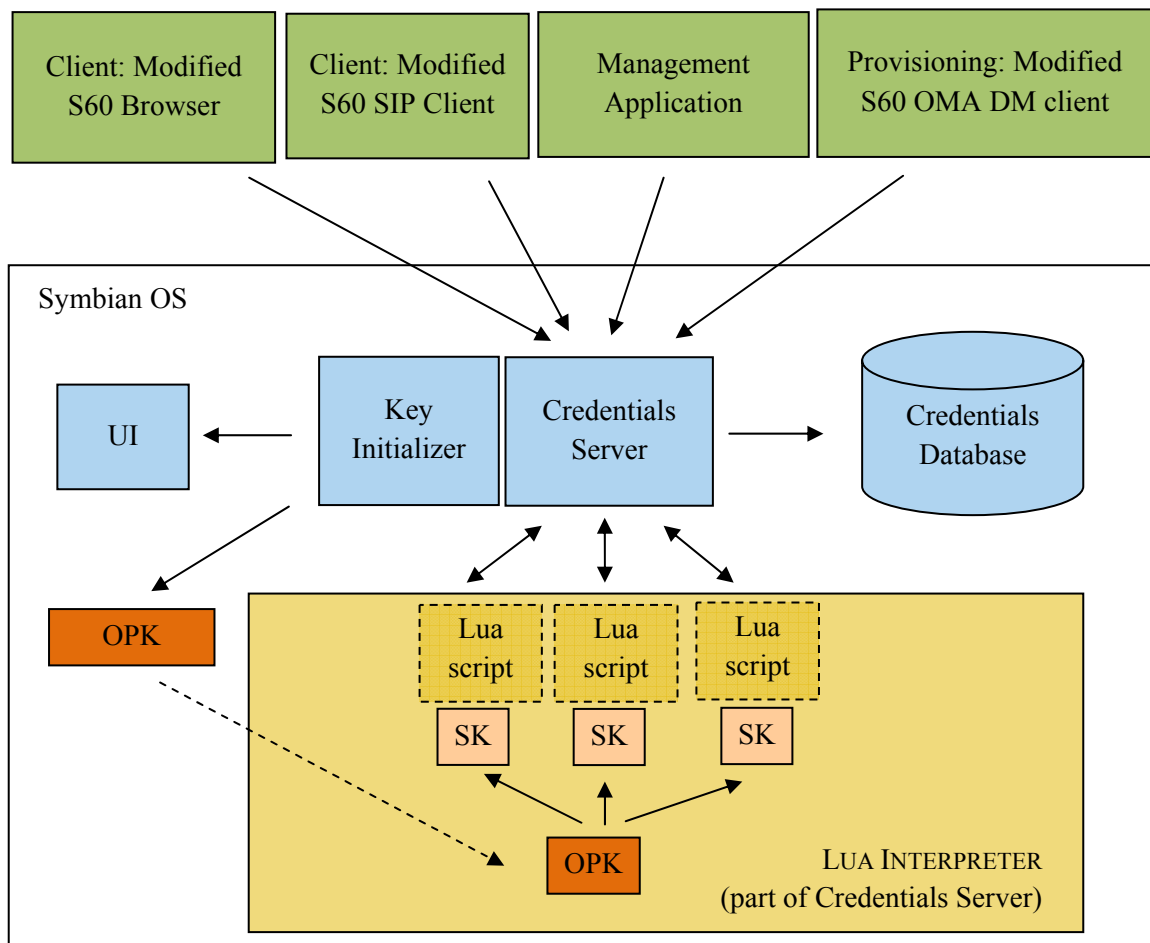 Client: Modified
S60 Browser
Client: Modified
S60 SIP Client
Management
Application
Provisioning: Modified
S60 OMA DM client
Symbian OS
UI
Key
Initializer
Credentials
Server
Credentials
Database
OPK
Lua
script
Lua
script
Lua
script
SK
SK
SK
OPK
LUA INTERPRETER
(part of Credentials Server)